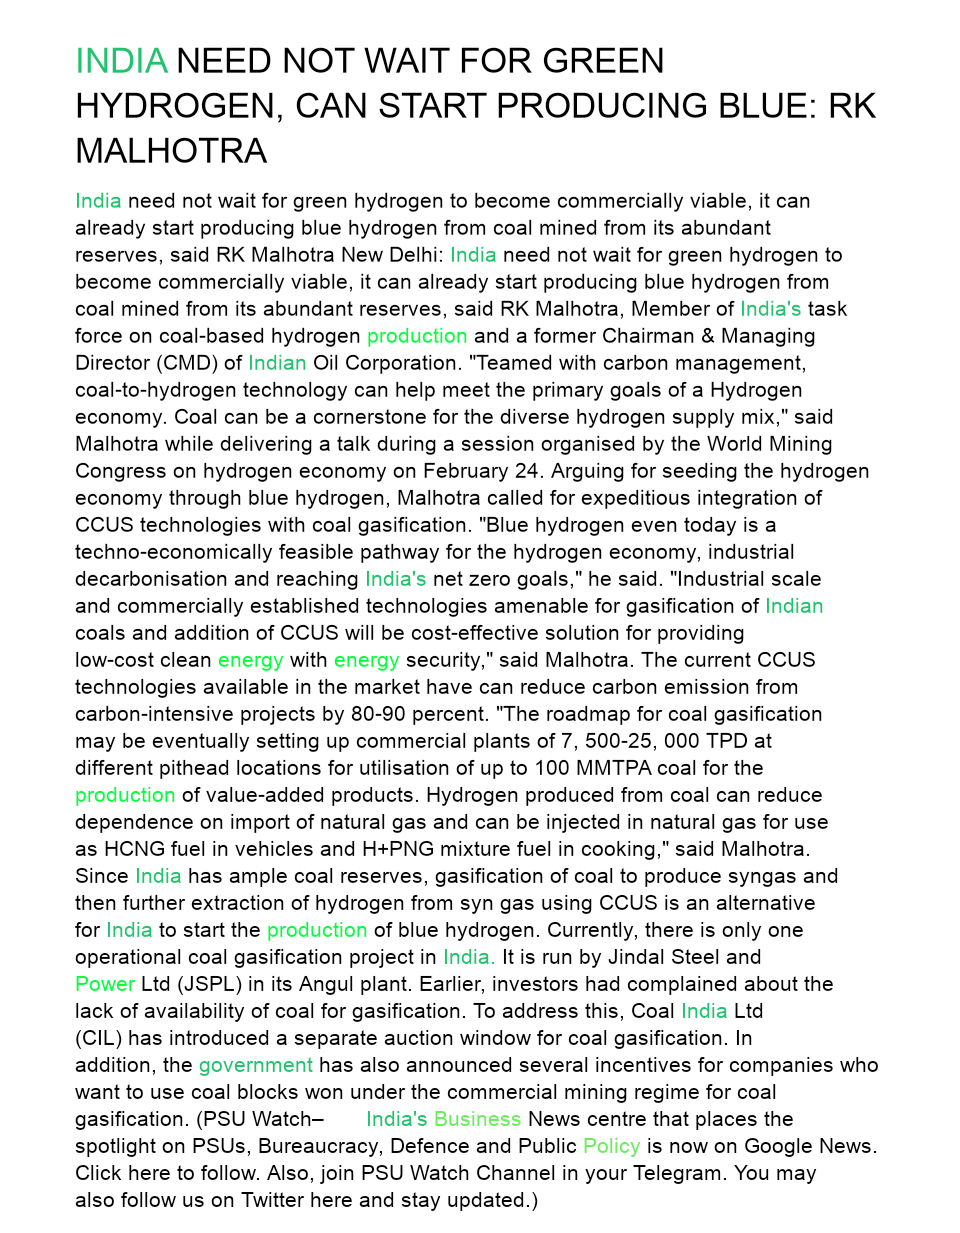 INDIA NEED NOT WAIT FOR GREEN
HYDROGEN, CAN START PRODUCING BLUE: RK
MALHOTRA
India need not wait for green hydrogen to become commercially viable, it can
already start producing blue hydrogen from coal mined from its abundant
reserves, said RK Malhotra New Delhi: India need not wait for green hydrogen to
become commercially viable, it can already start producing blue hydrogen from
coal mined from its abundant reserves, said RK Malhotra, Member of India's task
force on coal-based hydrogen production and a former Chairman & Managing
Director (CMD) of Indian Oil Corporation. "Teamed with carbon management,
coal-to-hydrogen technology can help meet the primary goals of a Hydrogen
economy. Coal can be a cornerstone for the diverse hydrogen supply mix," said
Malhotra while delivering a talk during a session organised by the World Mining
Congress on hydrogen economy on February 24. Arguing for seeding the hydrogen
economy through blue hydrogen, Malhotra called for expeditious integration of
CCUS technologies with coal gasification. "Blue hydrogen even today is a
techno-economically feasible pathway for the hydrogen economy, industrial
decarbonisation and reaching India's net zero goals," he said. "Industrial scale
and commercially established technologies amenable for gasification of Indian
coals and addition of CCUS will be cost-effective solution for providing
low-cost clean energy with energy security," said Malhotra. The current CCUS
technologies available in the market have can reduce carbon emission from
carbon-intensive projects by 80-90 percent. "The roadmap for coal gasification
may be eventually setting up commercial plants of 7, 500-25, 000 TPD at
different pithead locations for utilisation of up to 100 MMTPA coal for the
production of value-added products. Hydrogen produced from coal can reduce
dependence on import of natural gas and can be injected in natural gas for use
as HCNG fuel in vehicles and H+PNG mixture fuel in cooking," said Malhotra.
Since India has ample coal reserves, gasification of coal to produce syngas and
then further extraction of hydrogen from syn gas using CCUS is an alternative
for India to start the production of blue hydrogen. Currently, there is only one
operational coal gasification project in India. It is run by Jindal Steel and
Power Ltd (JSPL) in its Angul plant. Earlier, investors had complained about the
lack of availability of coal for gasification. To address this, Coal India Ltd
(CIL) has introduced a separate auction window for coal gasification. In
addition, the government has also announced several incentives for companies who
want to use coal blocks won under the commercial mining regime for coal
gasification. (PSU Watch– India's Business News centre that places the
spotlight on PSUs, Bureaucracy, Defence and Public Policy is now on Google News.
Click here to follow. Also, join PSU Watch Channel in your Telegram. You may
also follow us on Twitter here and stay updated.)